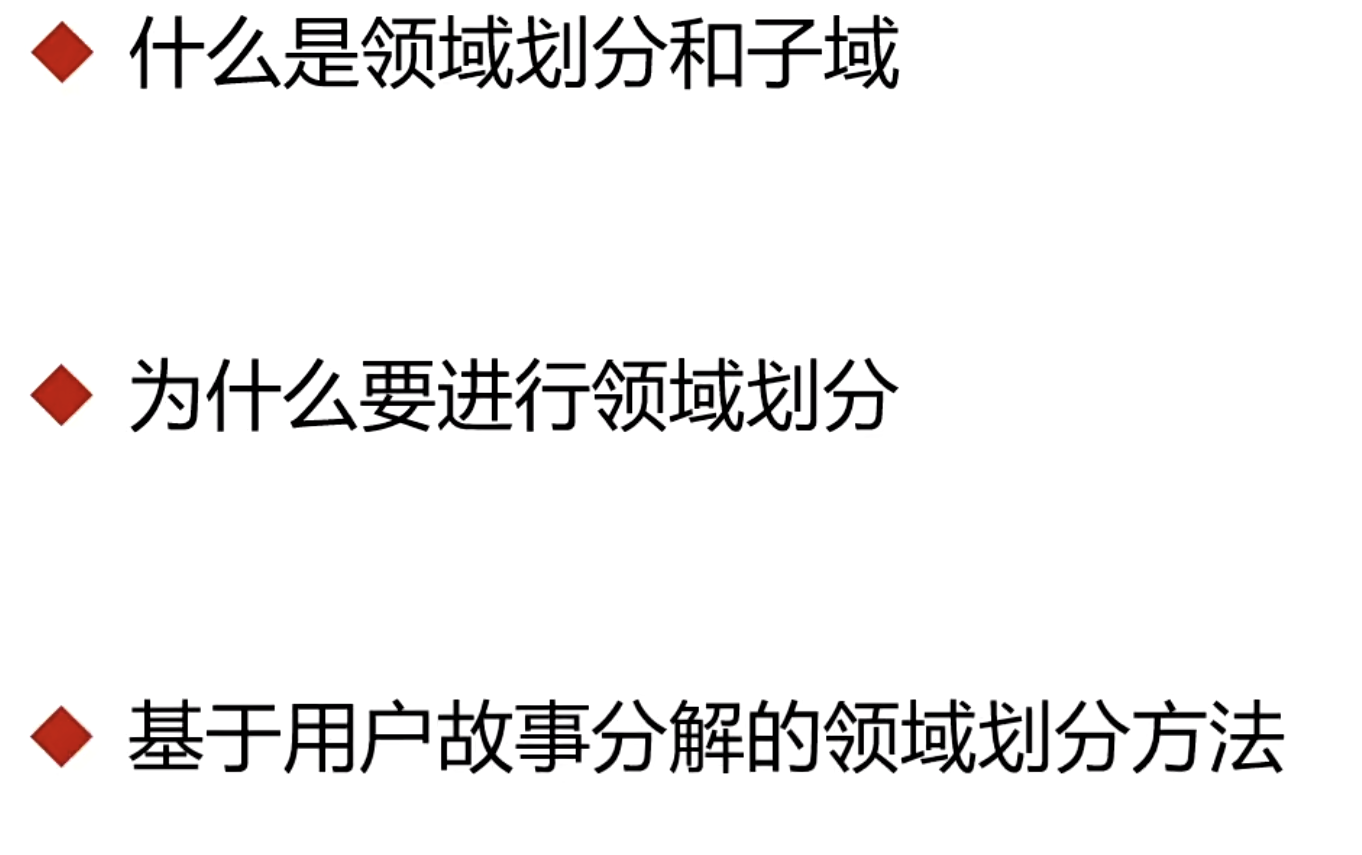 什么是领域划分和子域
为什么要进行领域划分
基于用户故事分解的领域划分方法